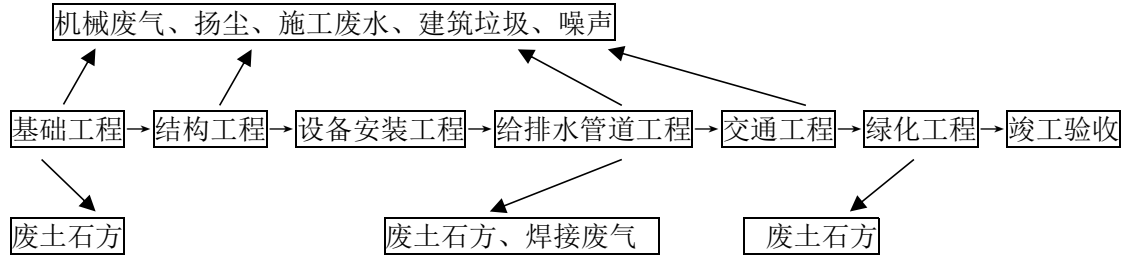 机械废气、扬尘、施工废水、建筑垃圾、噪声
基础工程 结构工程 设备安装工程 给排水管道工程 交通工程 绿化工程 竣工验收
废土石方 废土石方、焊接废气 废土石方